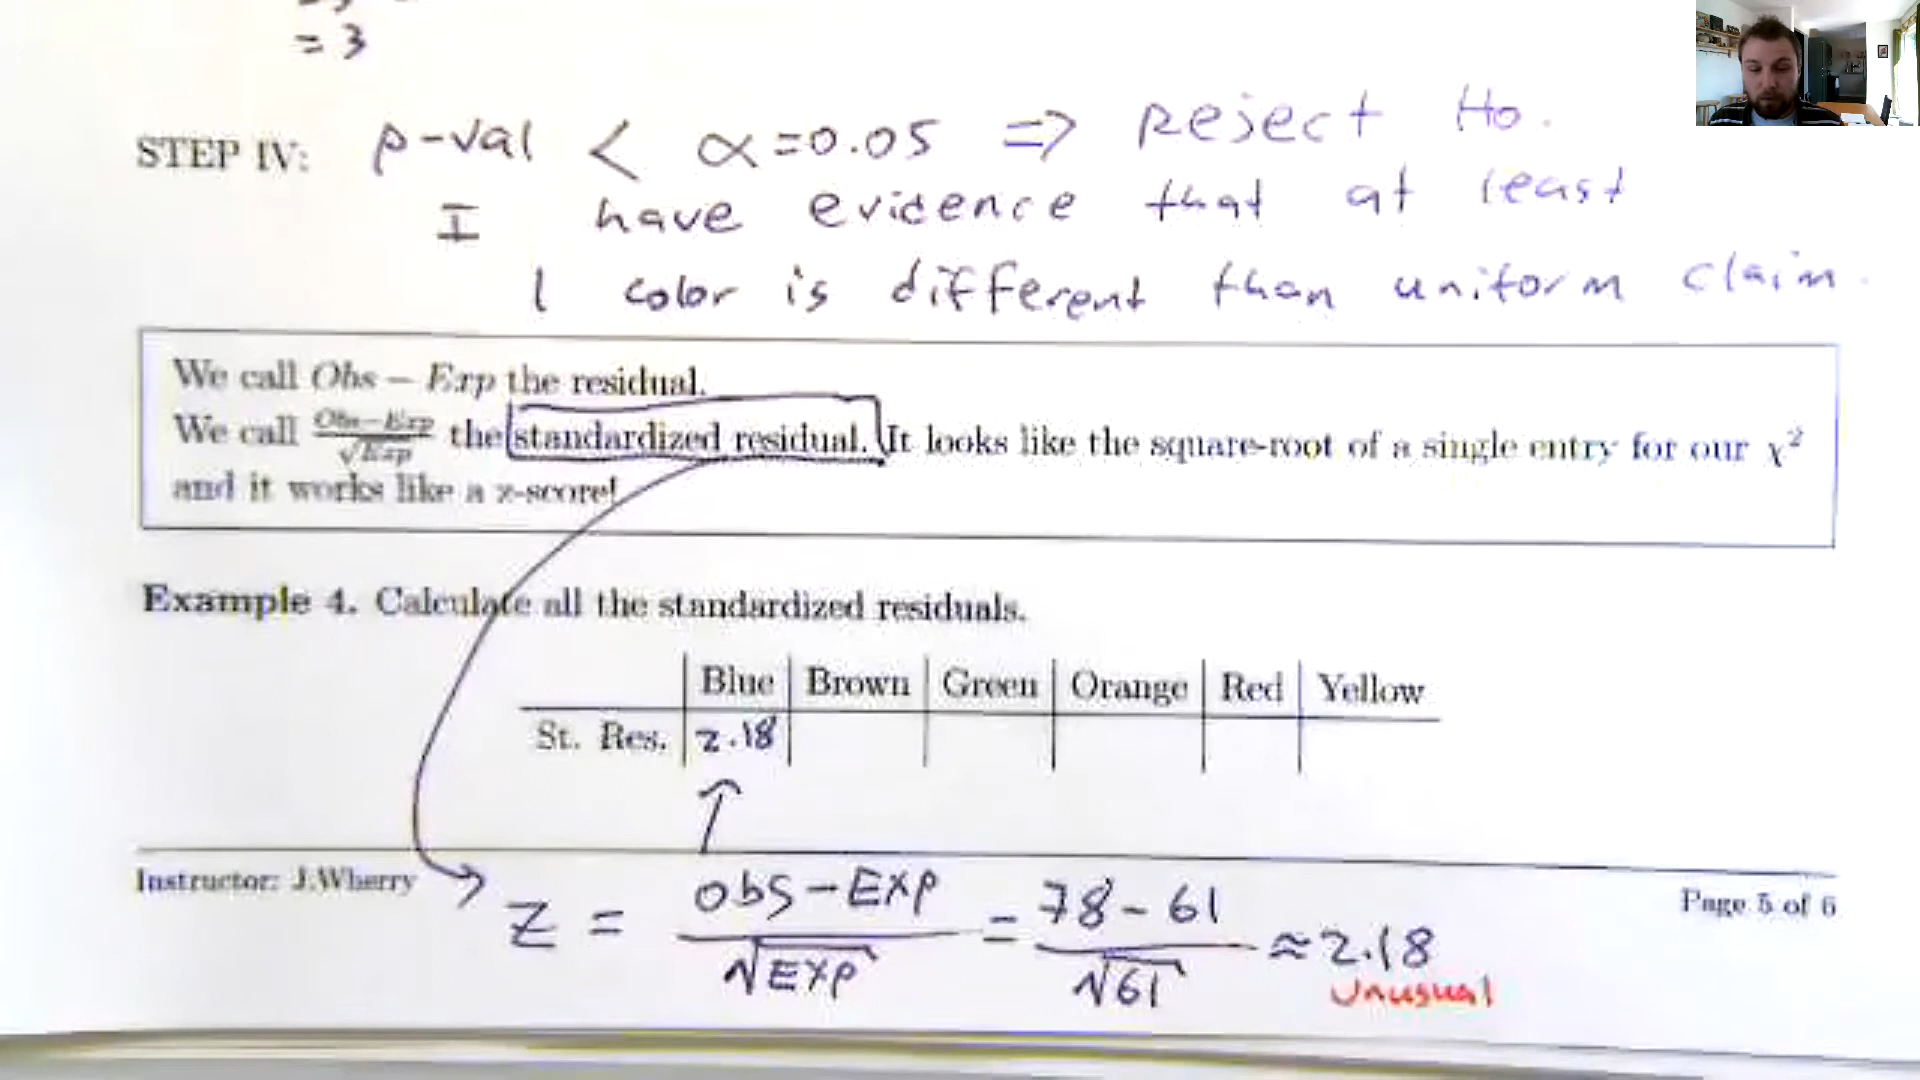 = 3
STEP IV: p-val < α=0.05 => Reject Ho.
I have evidence that at least
1 color is different than uniform claim.
We call Obs − Exp the residual.
We call (Obs−Exp)/√Exp the standardized residual. It looks like the square-root of a single entry for our χ²
and it works like a z-score!
Example 4. Calculate all the standardized residuals.
Blue Brown Green Orange Red Yellow
St. Res. 2.18
Instructor: J.Wherry
Page 5 of 6
Z = (Obs-Exp)/√Exp = (78-61)/√61 ≈ 2.18
Unusual